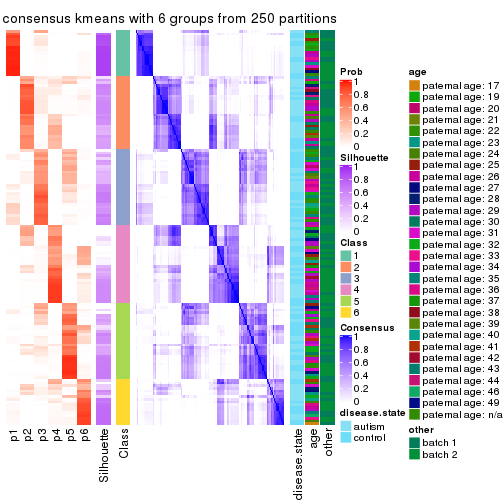 consensus kmeans with 6 groups from 250 partitions
Prob
1
0.8
0.6
0.4
0.2
0
Silhouette
1
0.8
0.6
0.4
0.2
0
Class
1
2
3
4
5
6
Consensus
1
0.8
0.6
0.4
0.2
0
disease.state
autism
control
age
paternal age: 17
paternal age: 19
paternal age: 20
paternal age: 21
paternal age: 22
paternal age: 23
paternal age: 24
paternal age: 25
paternal age: 26
paternal age: 27
paternal age: 28
paternal age: 29
paternal age: 30
paternal age: 31
paternal age: 32
paternal age: 33
paternal age: 34
paternal age: 35
paternal age: 36
paternal age: 37
paternal age: 38
paternal age: 39
paternal age: 40
paternal age: 41
paternal age: 42
paternal age: 43
paternal age: 44
paternal age: 46
paternal age: 49
paternal age: n/a
other
batch 1
batch 2
p1
p2
p3
p4
p5
p6
Silhouette
Class
disease.state
age
other